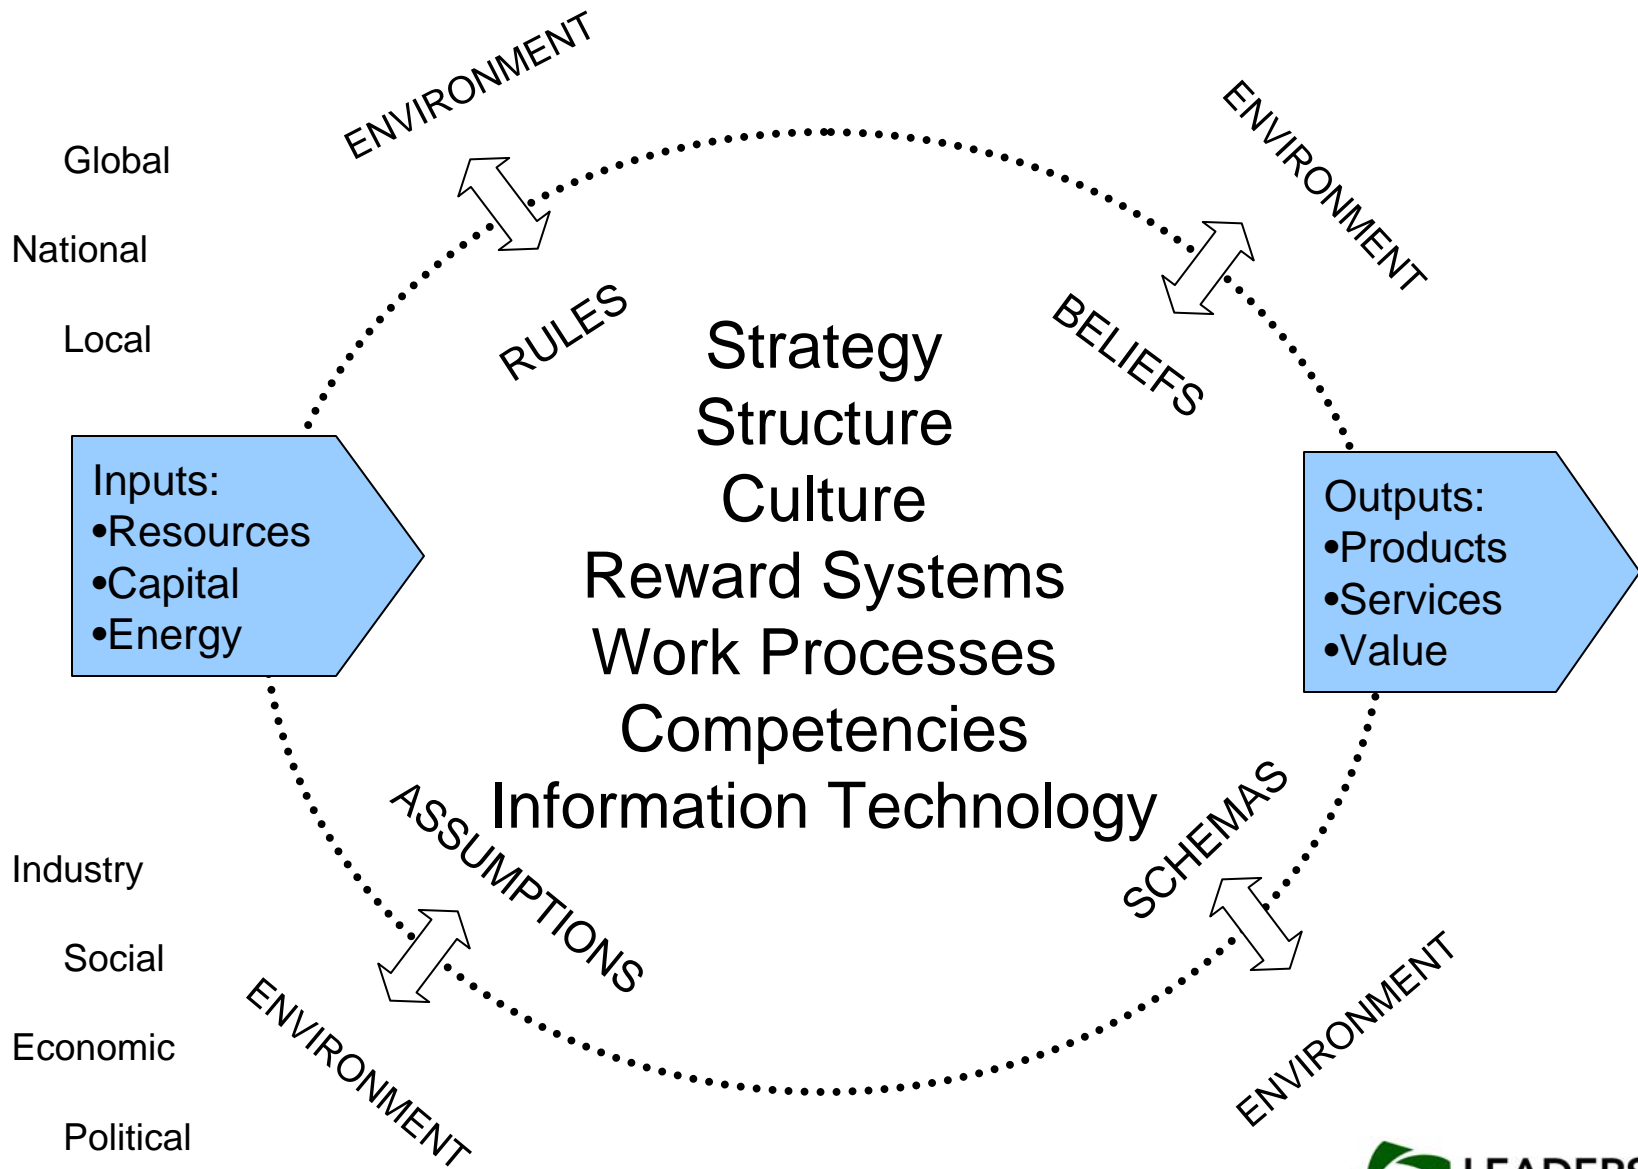 ENVIRONMENT
ENVIRONMENT
Global
National
Local
RULES
BELIEFS
Strategy
Structure
Culture
Reward Systems
Work Processes
Competencies
Information Technology
Inputs:
•Resources
•Capital
•Energy
Outputs:
•Products
•Services
•Value
ASSUMPTIONS
SCHEMAS
Industry
Social
Economic
Political
ENVIRONMENT
ENVIRONMENT